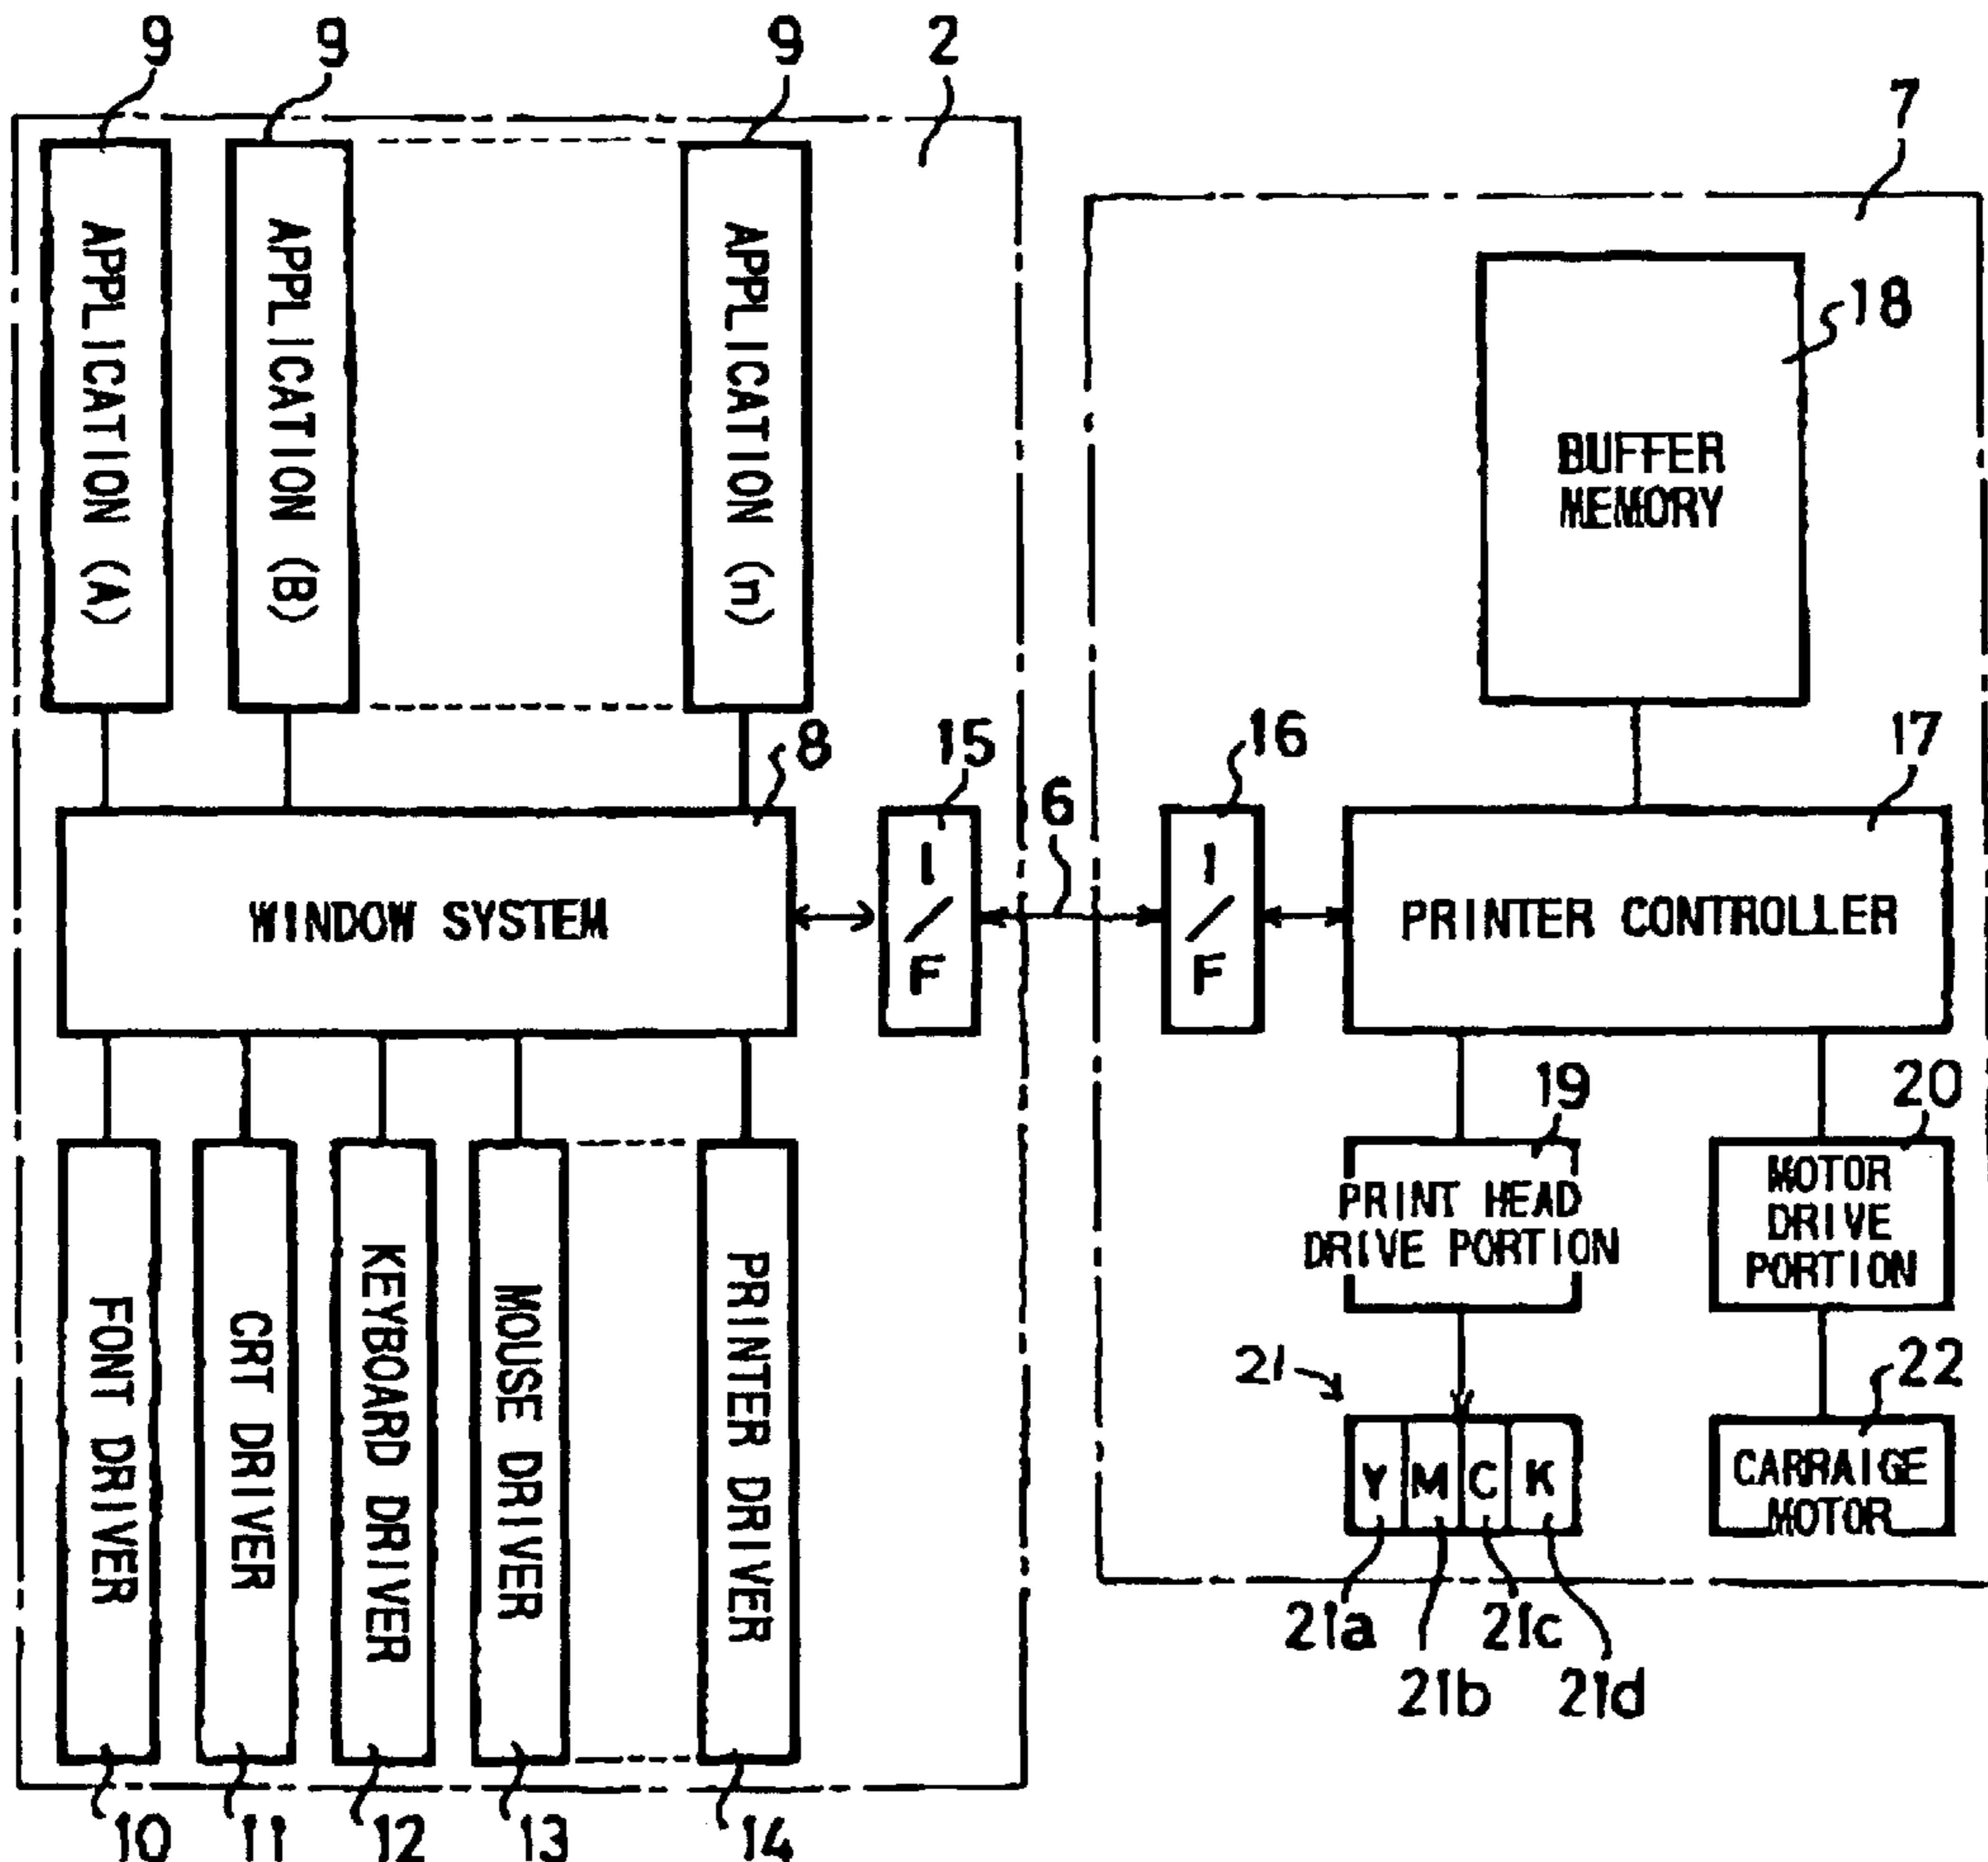 9
9
9
2
7
APPLICATION (A)
APPLICATION (B)
APPLICATION (n)
BUFFER
MEMORY
18
8
15
6
16
17
WINDOW SYSTEM
I
/
F
I
/
F
PRINTER CONTROLLER
19
20
FONT DRIVER
CRT DRIVER
KEYBOARD DRIVER
MOUSE DRIVER
PRINTER DRIVER
PRINT HEAD
DRIVE PORTION
MOTOR
DRIVE
PORTION
21
22
Y M C K
CARRAIGE
MOTOR
21a
21b
21c
21d
10
11
12
13
14